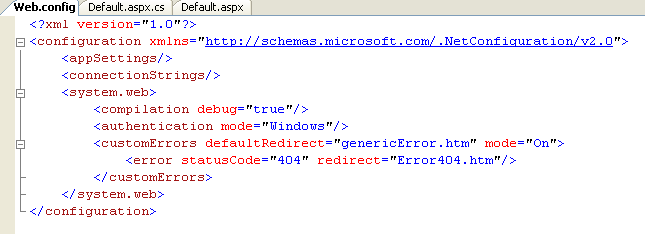 Web.config Default.aspx.cs Default.aspx
<?xml version="1.0"?>
<configuration xmlns="http://schemas.microsoft.com/.NetConfiguration/v2.0">
<appSettings/>
<connectionStrings/>
<system.web>
<compilation debug="true"/>
<authentication mode="Windows"/>
<customErrors defaultRedirect="genericError.htm" mode="On">
<error statusCode="404" redirect="Error404.htm"/>
</customErrors>
</system.web>
</configuration>